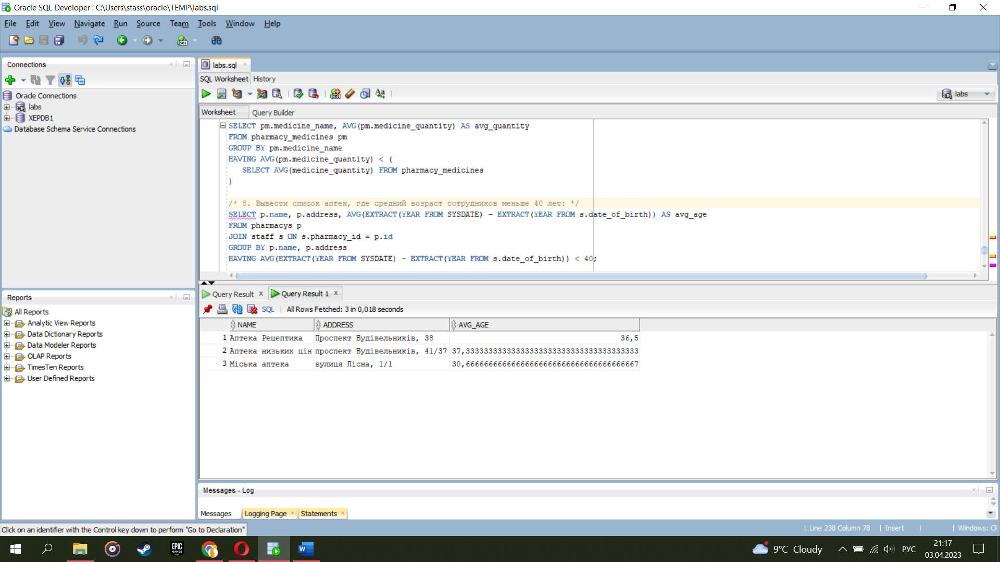 Oracle SQL Developer : C:\Users\stass\oracle\TEMP\labs.sql
File Edit View Navigate Run Source Team Tools Window Help
Connections
Oracle Connections
labs
XEPDB1
Database Schema Service Connections
Reports
All Reports
Analytic View Reports
Data Dictionary Reports
Data Modeler Reports
OLAP Reports
TimesTen Reports
User Defined Reports
labs.sql
SQL Worksheet History
labs
Worksheet Query Builder
SELECT pm.medicine_name, AVG(pm.medicine_quantity) AS avg_quantity
FROM pharmacy_medicines pm
GROUP BY pm.medicine_name
HAVING AVG(pm.medicine_quantity) < (
SELECT AVG(medicine_quantity) FROM pharmacy_medicines
)
/* 8. Вывести список аптек, где средний возраст сотрудников меньше 40 лет: */
SELECT p.name, p.address, AVG(EXTRACT(YEAR FROM SYSDATE) - EXTRACT(YEAR FROM s.date_of_birth)) AS avg_age
FROM pharmacys p
JOIN staff s ON s.pharmacy_id = p.id
GROUP BY p.name, p.address
HAVING AVG(EXTRACT(YEAR FROM SYSDATE) - EXTRACT(YEAR FROM s.date_of_birth)) < 40;
Query Result Query Result 1
SQL All Rows Fetched: 3 in 0,018 seconds
NAME ADDRESS AVG_AGE
1 Аптека Рецептика Проспект Будівельників, 38 36,5
2 Аптека низьких цін проспект Будівельників, 41/37 37,33333333333333333333333333333333333333
3 Міська аптека вулиця Лісна, 1/1 30,66666666666666666666666666666666666667
Messages - Log
Messages Logging Page Statements
Click on an identifier with the Control key down to perform "Go to Declaration"
Line 238 Column 78 Insert Windows: CF
EPIC GAMES
9°C Cloudy РУС 21:17
03.04.2023